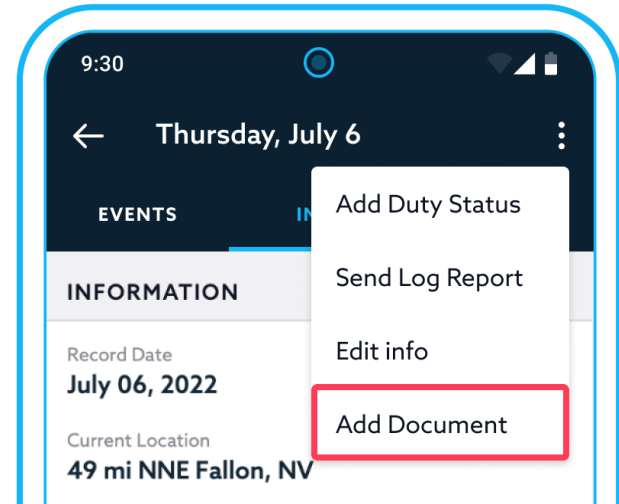 9:30
Thursday, July 6
EVENTS
IN
Add Duty Status
Send Log Report
Edit info
Add Document
INFORMATION
Record Date
July 06, 2022
Current Location
49 mi NNE Fallon, NV